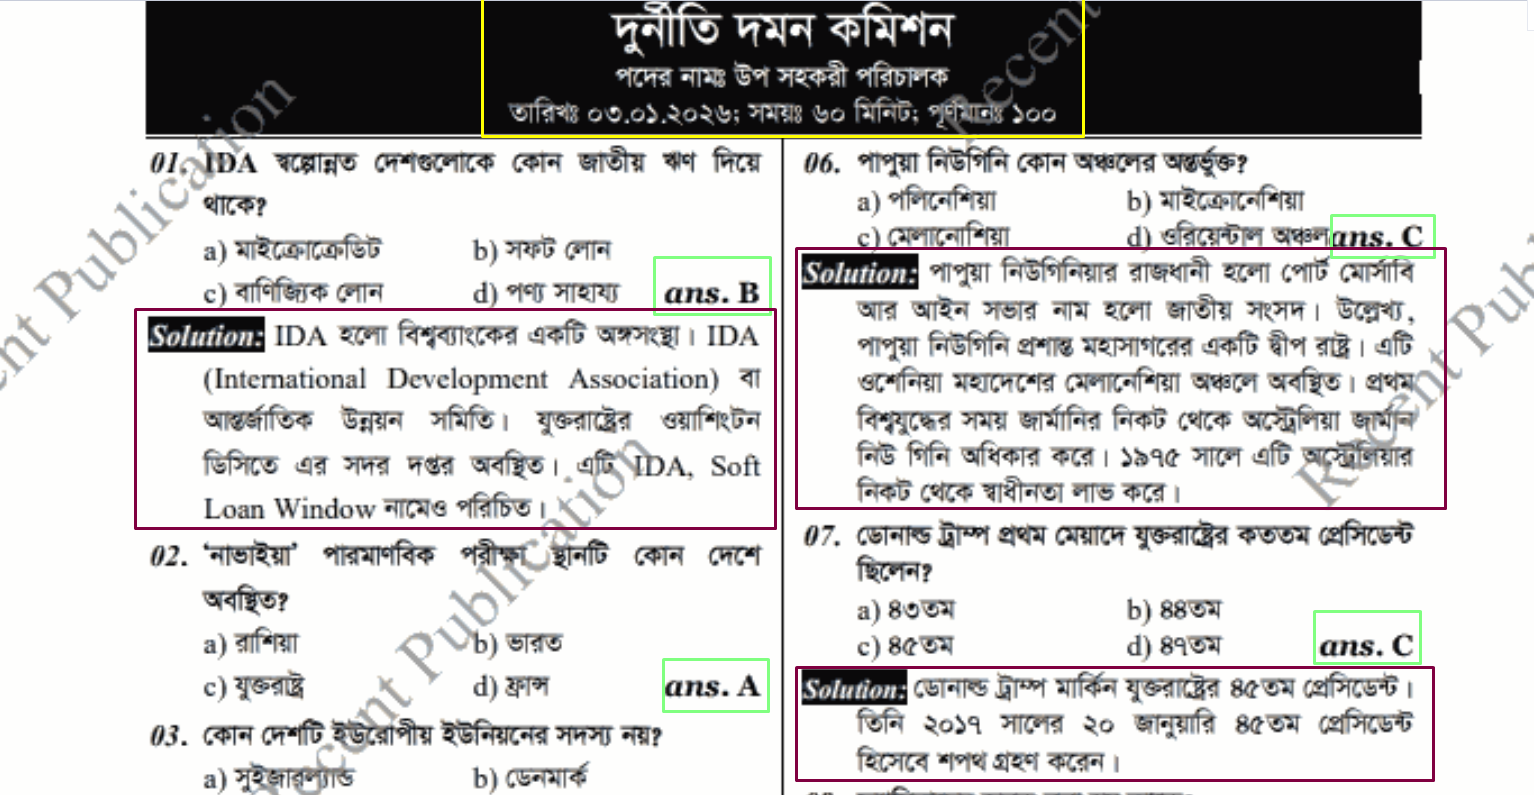 দুর্নীতি দমন কমিশন
পদের নামঃ উপ সহকরী পরিচালক
তারিখঃ ০৩.০১.২০২৬; সময়ঃ ৬০ মিনিট; পূর্ণমানঃ ১০০
01. IDA স্বল্পোন্নত দেশগুলোকে কোন জাতীয় ঋণ দিয়ে
থাকে?
a) মাইক্রোক্রেডিট b) সফট লোন
c) বাণিজ্যিক লোন d) পণ্য সাহায্য ans. B
Solution: IDA হলো বিশ্বব্যাংকের একটি অঙ্গসংস্থা। IDA
(International Development Association) বা
আন্তর্জাতিক উন্নয়ন সমিতি। যুক্তরাষ্ট্রের ওয়াশিংটন
ডিসিতে এর সদর দপ্তর অবস্থিত। এটি IDA, Soft
Loan Window নামেও পরিচিত।
02. ‘নাভাইয়া’ পারমাণবিক পরীক্ষা স্থানটি কোন দেশে
অবস্থিত?
a) রাশিয়া b) ভারত
c) যুক্তরাষ্ট্র d) ফ্রান্স ans. A
03. কোন দেশটি ইউরোপীয় ইউনিয়নের সদস্য নয়?
a) সুইজারল্যান্ড b) ডেনমার্ক
06. পাপুয়া নিউগিনি কোন অঞ্চলের অন্তর্ভুক্ত?
a) পলিনেশিয়া b) মাইক্রোনেশিয়া
c) মেলানোশিয়া d) ওরিয়েন্টাল অঞ্চল ans. C
Solution: পাপুয়া নিউগিনিয়ার রাজধানী হলো পোর্ট মোর্সাবি
আর আইন সভার নাম হলো জাতীয় সংসদ। উল্লেখ্য,
পাপুয়া নিউগিনি প্রশান্ত মহাসাগরের একটি দ্বীপ রাষ্ট্র। এটি
ওশেনিয়া মহাদেশের মেলানেশিয়া অঞ্চলে অবস্থিত। প্রথম
বিশ্বযুদ্ধের সময় জার্মানির নিকট থেকে অস্ট্রেলিয়া জার্মান
নিউ গিনি অধিকার করে। ১৯৭৫ সালে এটি অস্ট্রেলিয়ার
নিকট থেকে স্বাধীনতা লাভ করে।
07. ডোনাল্ড ট্রাম্প প্রথম মেয়াদে যুক্তরাষ্ট্রের কততম প্রেসিডেন্ট
ছিলেন?
a) ৪৩তম b) ৪৪তম
c) ৪৫তম d) ৪৭তম ans. C
Solution: ডোনাল্ড ট্রাম্প মার্কিন যুক্তরাষ্ট্রের ৪৫তম প্রেসিডেন্ট।
তিনি ২০১৭ সালের ২০ জানুয়ারি ৪৫তম প্রেসিডেন্ট
হিসেবে শপথ গ্রহণ করেন।
Recent Publication
Recent Publication